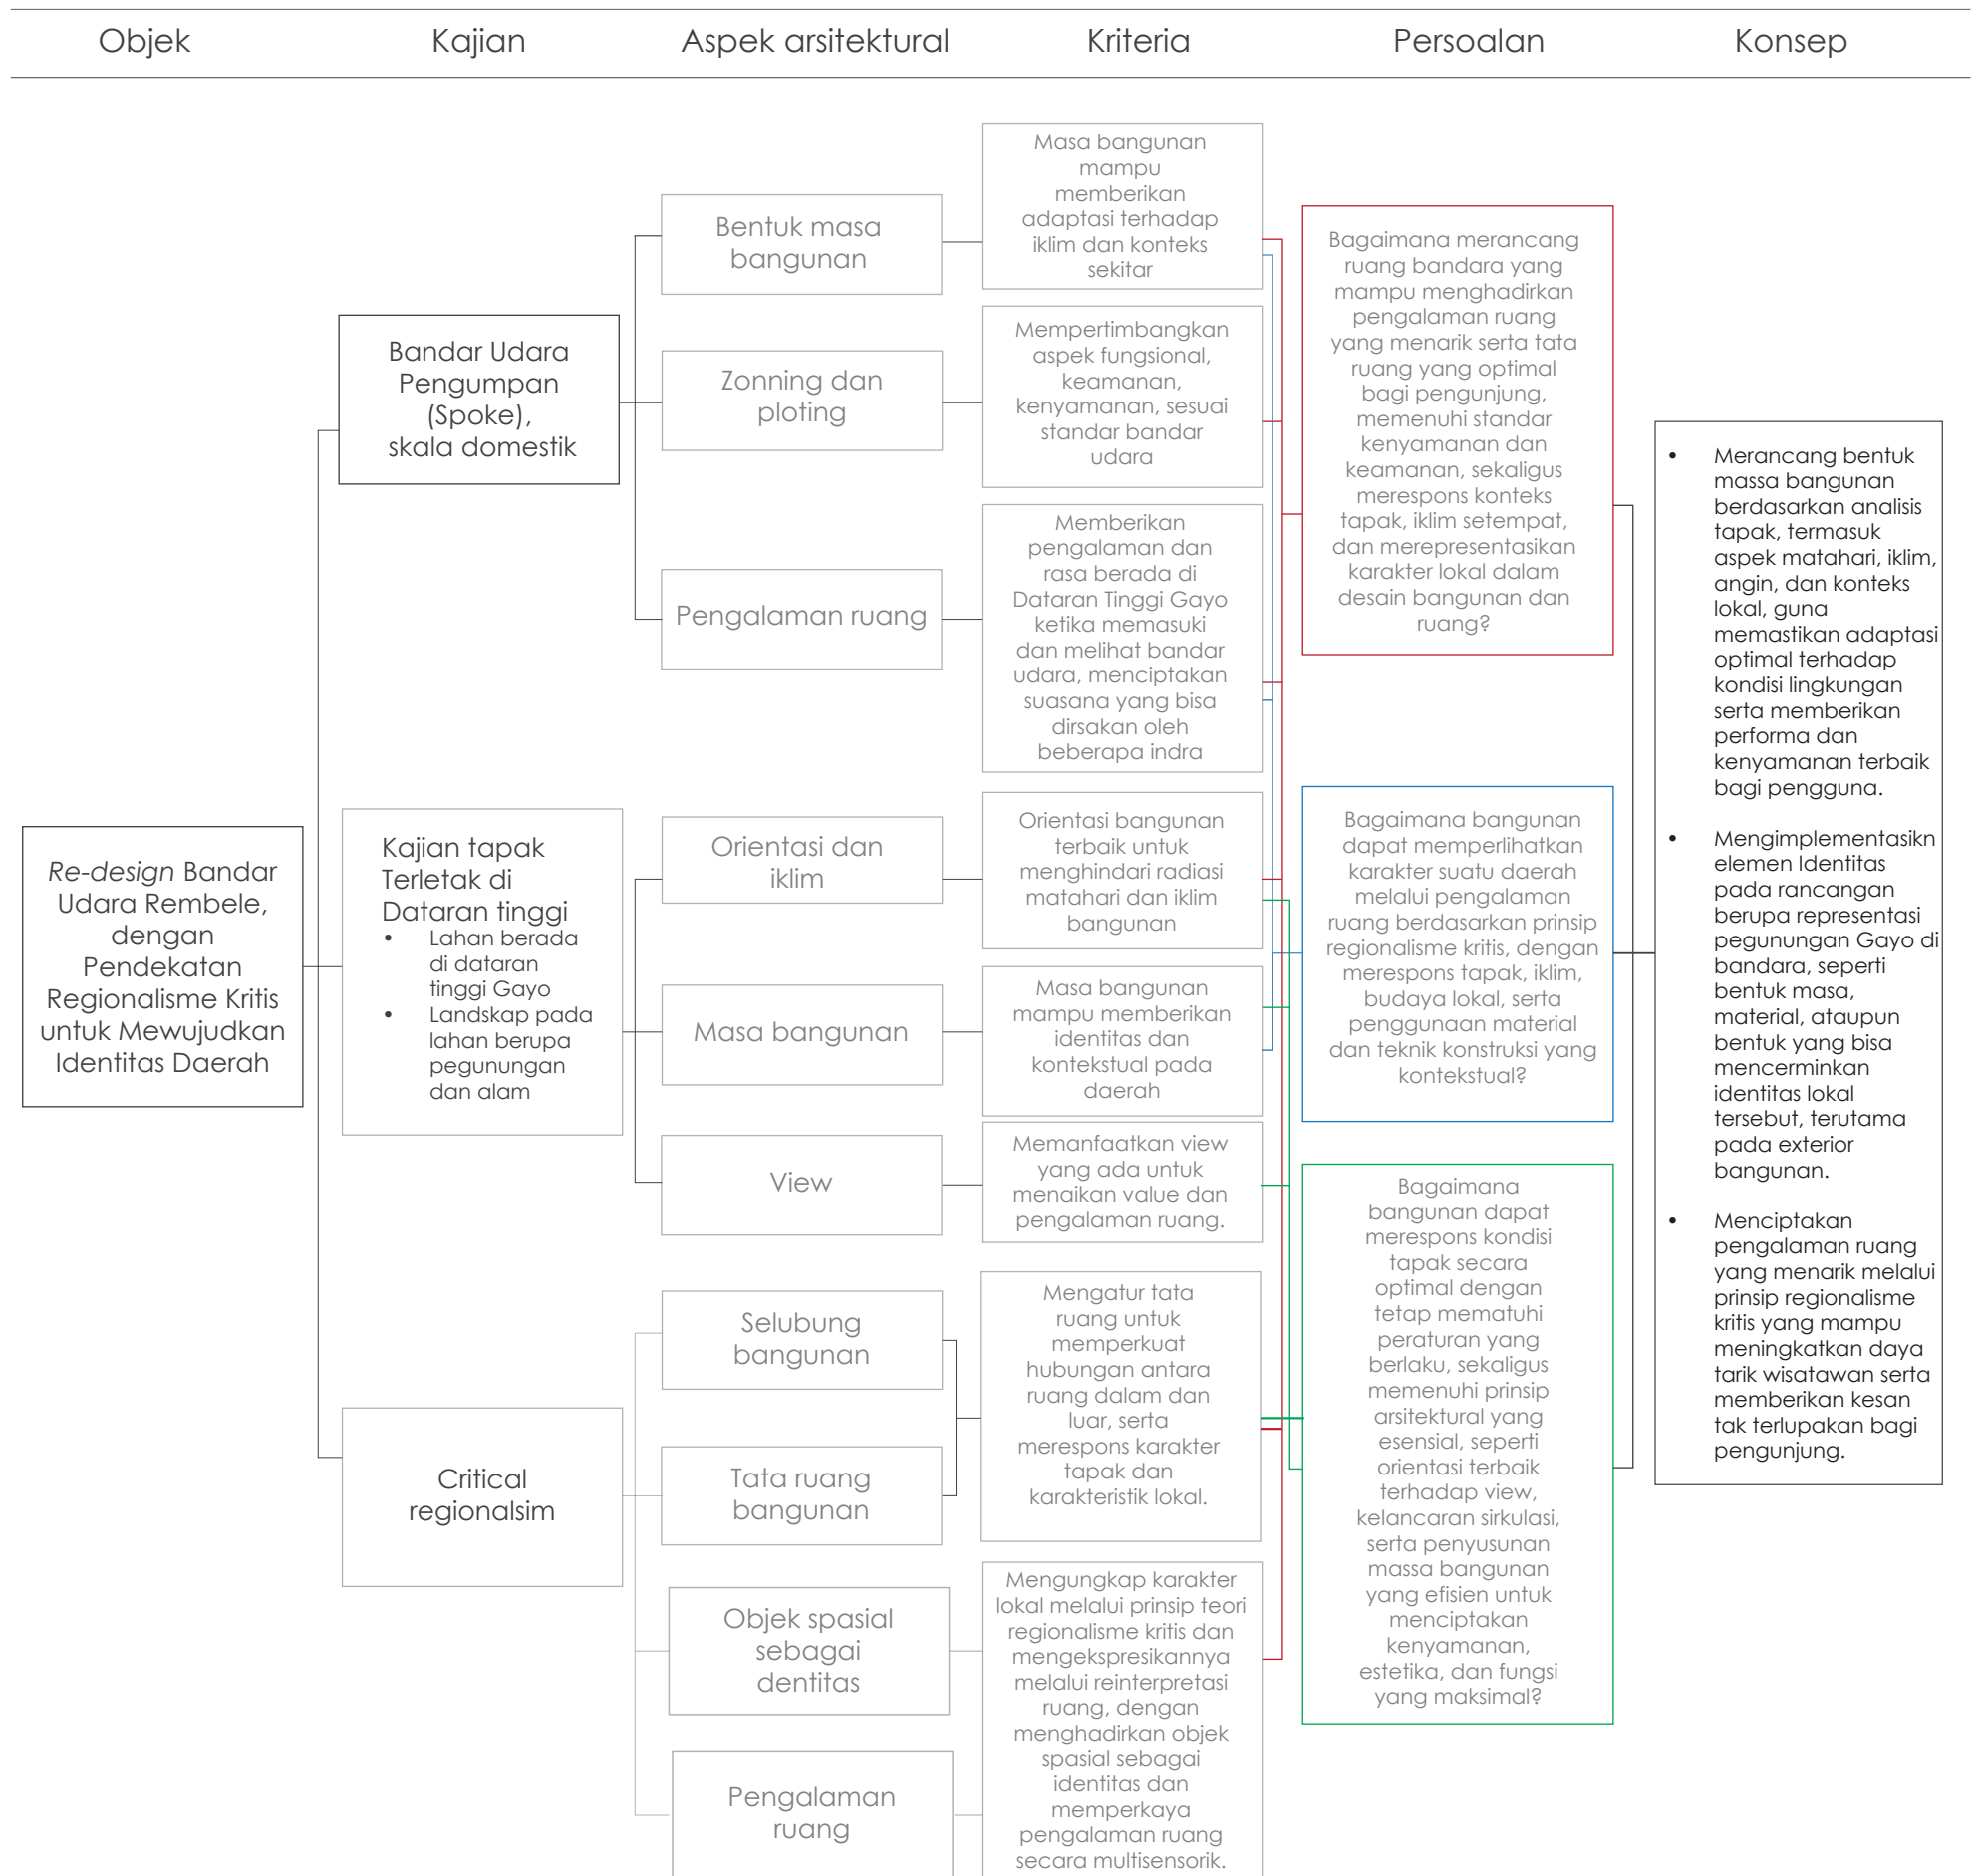 Objek
Kajian
Aspek arsitektural
Kriteria
Persoalan
Konsep
Re-design Bandar
Udara Rembele,
dengan
Pendekatan
Regionalisme Kritis
untuk Mewujudkan
Identitas Daerah
Bandar Udara
Pengumpan
(Spoke),
skala domestik
Kajian tapak
Terletak di
Dataran tinggi
• Lahan berada
di dataran
tinggi Gayo
• Landskap pada
lahan berupa
pegunungan
dan alam
Critical
regionalsim
Bentuk masa
bangunan
Zonning dan
ploting
Pengalaman ruang
Orientasi dan
iklim
Masa bangunan
View
Selubung
bangunan
Tata ruang
bangunan
Objek spasial
sebagai
dentitas
Pengalaman
ruang
Masa bangunan
mampu
memberikan
adaptasi terhadap
iklim dan konteks
sekitar
Mempertimbangkan
aspek fungsional,
keamanan,
kenyamanan, sesuai
standar bandar
udara
Memberikan
pengalaman dan
rasa berada di
Dataran Tinggi Gayo
ketika memasuki
dan melihat bandar
udara, menciptakan
suasana yang bisa
dirsakan oleh
beberapa indra
Orientasi bangunan
terbaik untuk
menghindari radiasi
matahari dan iklim
bangunan
Masa bangunan
mampu memberikan
identitas dan
kontekstual pada
daerah
Memanfaatkan view
yang ada untuk
menaikan value dan
pengalaman ruang.
Mengatur tata
ruang untuk
memperkuat
hubungan antara
ruang dalam dan
luar, serta
merespons karakter
tapak dan
karakteristik lokal.
Mengungkap karakter
lokal melalui prinsip teori
regionalisme kritis dan
mengekspresikannya
melalui reinterpretasi
ruang, dengan
menghadirkan objek
spasial sebagai
identitas dan
memperkaya
pengalaman ruang
secara multisensorik.
Bagaimana merancang
ruang bandara yang
mampu menghadirkan
pengalaman ruang
yang menarik serta tata
ruang yang optimal
bagi pengunjung,
memenuhi standar
kenyamanan dan
keamanan, sekaligus
merespons konteks
tapak, iklim setempat,
dan merepresentasikan
karakter lokal dalam
desain bangunan dan
ruang?
Bagaimana bangunan
dapat memperlihatkan
karakter suatu daerah
melalui pengalaman
ruang berdasarkan prinsip
regionalisme kritis, dengan
merespons tapak, iklim,
budaya lokal, serta
penggunaan material
dan teknik konstruksi yang
kontekstual?
Bagaimana
bangunan dapat
merespons kondisi
tapak secara
optimal dengan
tetap mematuhi
peraturan yang
berlaku, sekaligus
memenuhi prinsip
arsitektural yang
esensial, seperti
orientasi terbaik
terhadap view,
kelancaran sirkulasi,
serta penyusunan
massa bangunan
yang efisien untuk
menciptakan
kenyamanan,
estetika, dan fungsi
yang maksimal?
• Merancang bentuk
massa bangunan
berdasarkan analisis
tapak, termasuk
aspek matahari, iklim,
angin, dan konteks
lokal, guna
memastikan adaptasi
optimal terhadap
kondisi lingkungan
serta memberikan
performa dan
kenyamanan terbaik
bagi pengguna.
• Mengimplementasikn
elemen Identitas
pada rancangan
berupa representasi
pegunungan Gayo di
bandara, seperti
bentuk masa,
material, ataupun
bentuk yang bisa
mencerminkan
identitas lokal
tersebut, terutama
pada exterior
bangunan.
• Menciptakan
pengalaman ruang
yang menarik melalui
prinsip regionalisme
kritis yang mampu
meningkatkan daya
tarik wisatawan serta
memberikan kesan
tak terlupakan bagi
pengunjung.